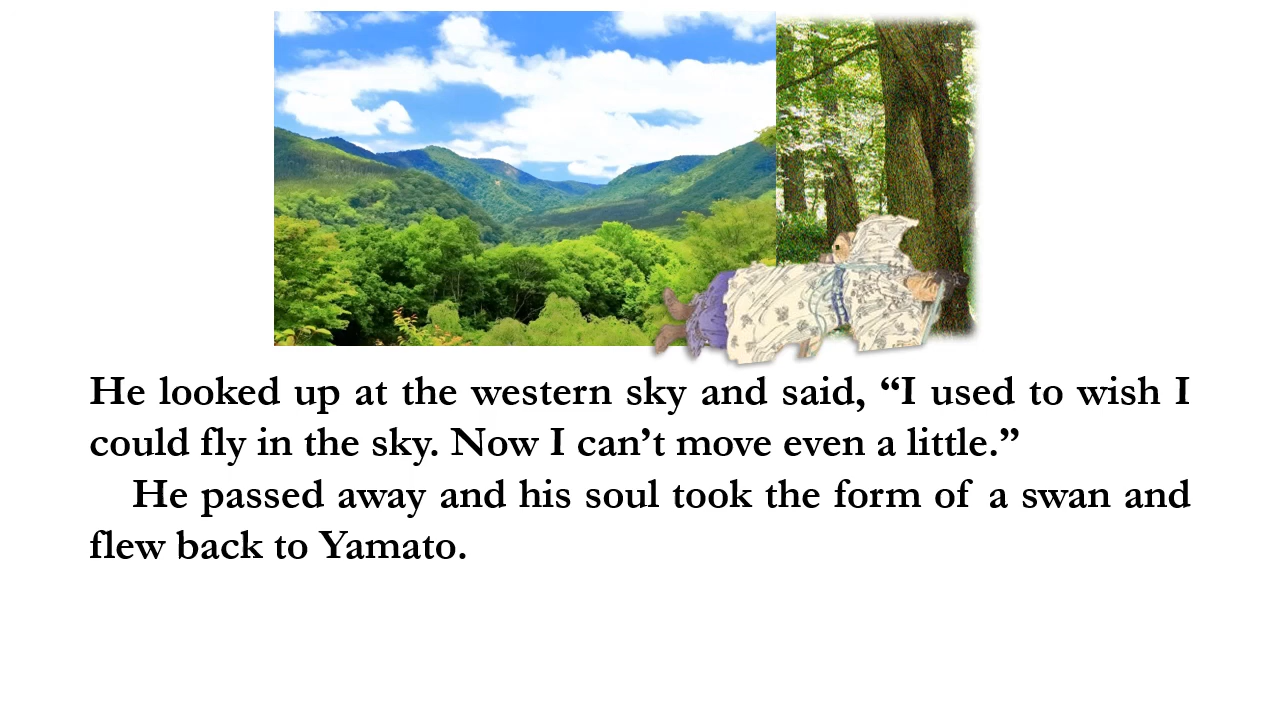 He looked up at the western sky and said, “I used to wish I
could fly in the sky. Now I can’t move even a little.”
He passed away and his soul took the form of a swan and
flew back to Yamato.